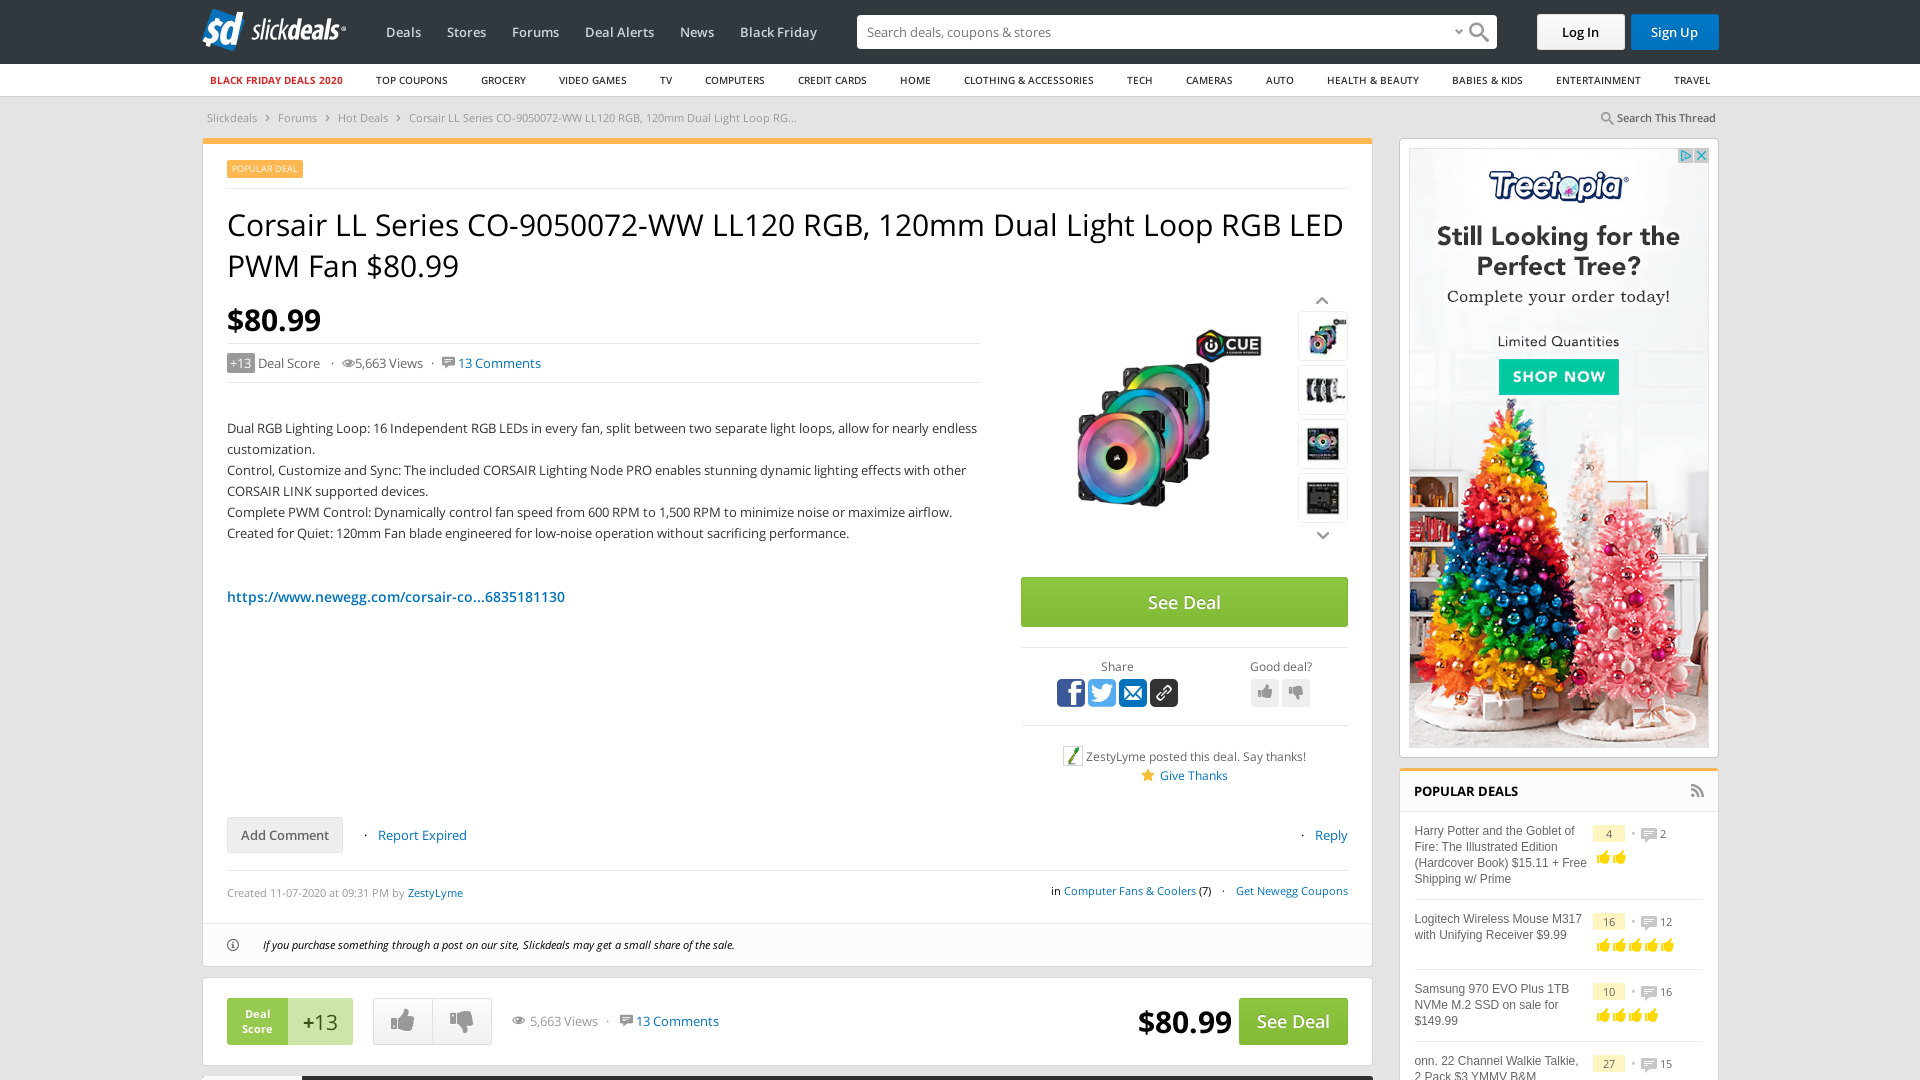 sd slickdeals
Deals
Stores
Forums
Deal Alerts
News
Black Friday
Search deals, coupons & stores
Log In
Sign Up
BLACK FRIDAY DEALS 2020
TOP COUPONS
GROCERY
VIDEO GAMES
TV
COMPUTERS
CREDIT CARDS
HOME
CLOTHING & ACCESSORIES
TECH
CAMERAS
AUTO
HEALTH & BEAUTY
BABIES & KIDS
ENTERTAINMENT
TRAVEL
Slickdeals › Forums › Hot Deals › Corsair LL Series CO-9050072-WW LL120 RGB, 120mm Dual Light Loop RG...
Search This Thread
POPULAR DEAL
Corsair LL Series CO-9050072-WW LL120 RGB, 120mm Dual Light Loop RGB LED
PWM Fan $80.99
$80.99
+13 Deal Score · 5,663 Views · 13 Comments
Dual RGB Lighting Loop: 16 Independent RGB LEDs in every fan, split between two separate light loops, allow for nearly endless
customization.
Control, Customize and Sync: The included CORSAIR Lighting Node PRO enables stunning dynamic lighting effects with other
CORSAIR LINK supported devices.
Complete PWM Control: Dynamically control fan speed from 600 RPM to 1,500 RPM to minimize noise or maximize airflow.
Created for Quiet: 120mm Fan blade engineered for low-noise operation without sacrificing performance.
https://www.newegg.com/corsair-co...6835181130
CUE
See Deal
Share
Good deal?
ZestyLyme posted this deal. Say thanks!
Give Thanks
Add Comment
· Report Expired
· Reply
Created 11-07-2020 at 09:31 PM by ZestyLyme
in Computer Fans & Coolers (7) · Get Newegg Coupons
If you purchase something through a post on our site, Slickdeals may get a small share of the sale.
Deal
Score
+13
5,663 Views · 13 Comments
$80.99
See Deal
Treetopia
Still Looking for the
Perfect Tree?
Complete your order today!
Limited Quantities
SHOP NOW
POPULAR DEALS
Harry Potter and the Goblet of
Fire: The Illustrated Edition
(Hardcover Book) $15.11 + Free
Shipping w/ Prime
4 • 2
Logitech Wireless Mouse M317
with Unifying Receiver $9.99
16 • 12
Samsung 970 EVO Plus 1TB
NVMe M.2 SSD on sale for
$149.99
10 • 16
onn. 22 Channel Walkie Talkie,
2 Pack $3 YMMV B&M
27 • 15